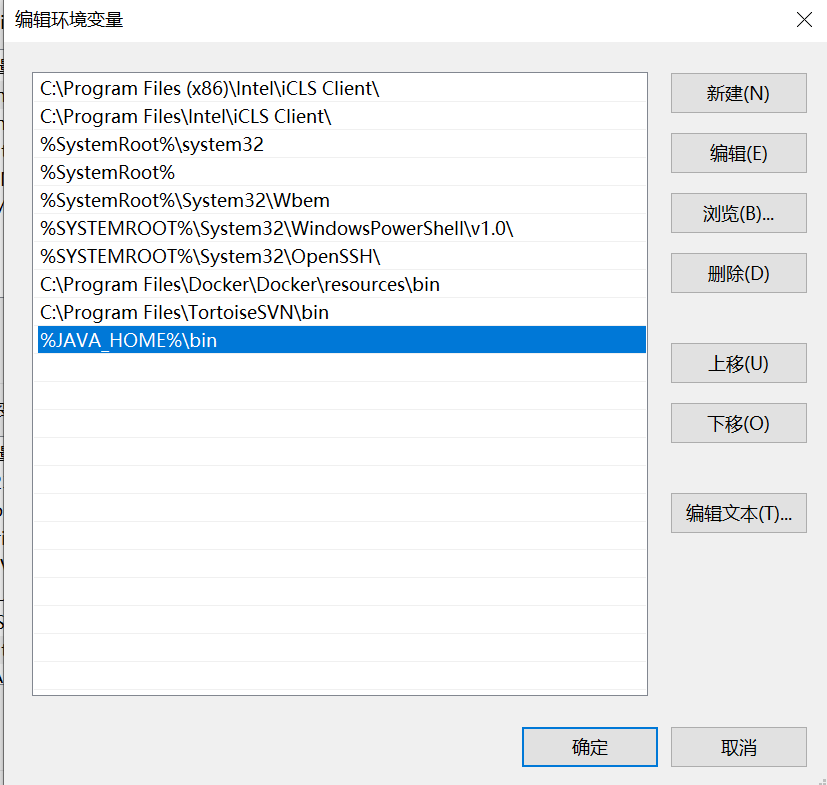 编辑环境变量
C:\Program Files (x86)\Intel\iCLS Client\
C:\Program Files\Intel\iCLS Client\
%SystemRoot%\system32
%SystemRoot%
%SystemRoot%\System32\Wbem
%SYSTEMROOT%\System32\WindowsPowerShell\v1.0\
%SYSTEMROOT%\System32\OpenSSH\
C:\Program Files\Docker\Docker\resources\bin
C:\Program Files\TortoiseSVN\bin
%JAVA_HOME%\bin
新建(N)
编辑(E)
浏览(B)...
删除(D)
上移(U)
下移(O)
编辑文本(T)...
确定
取消